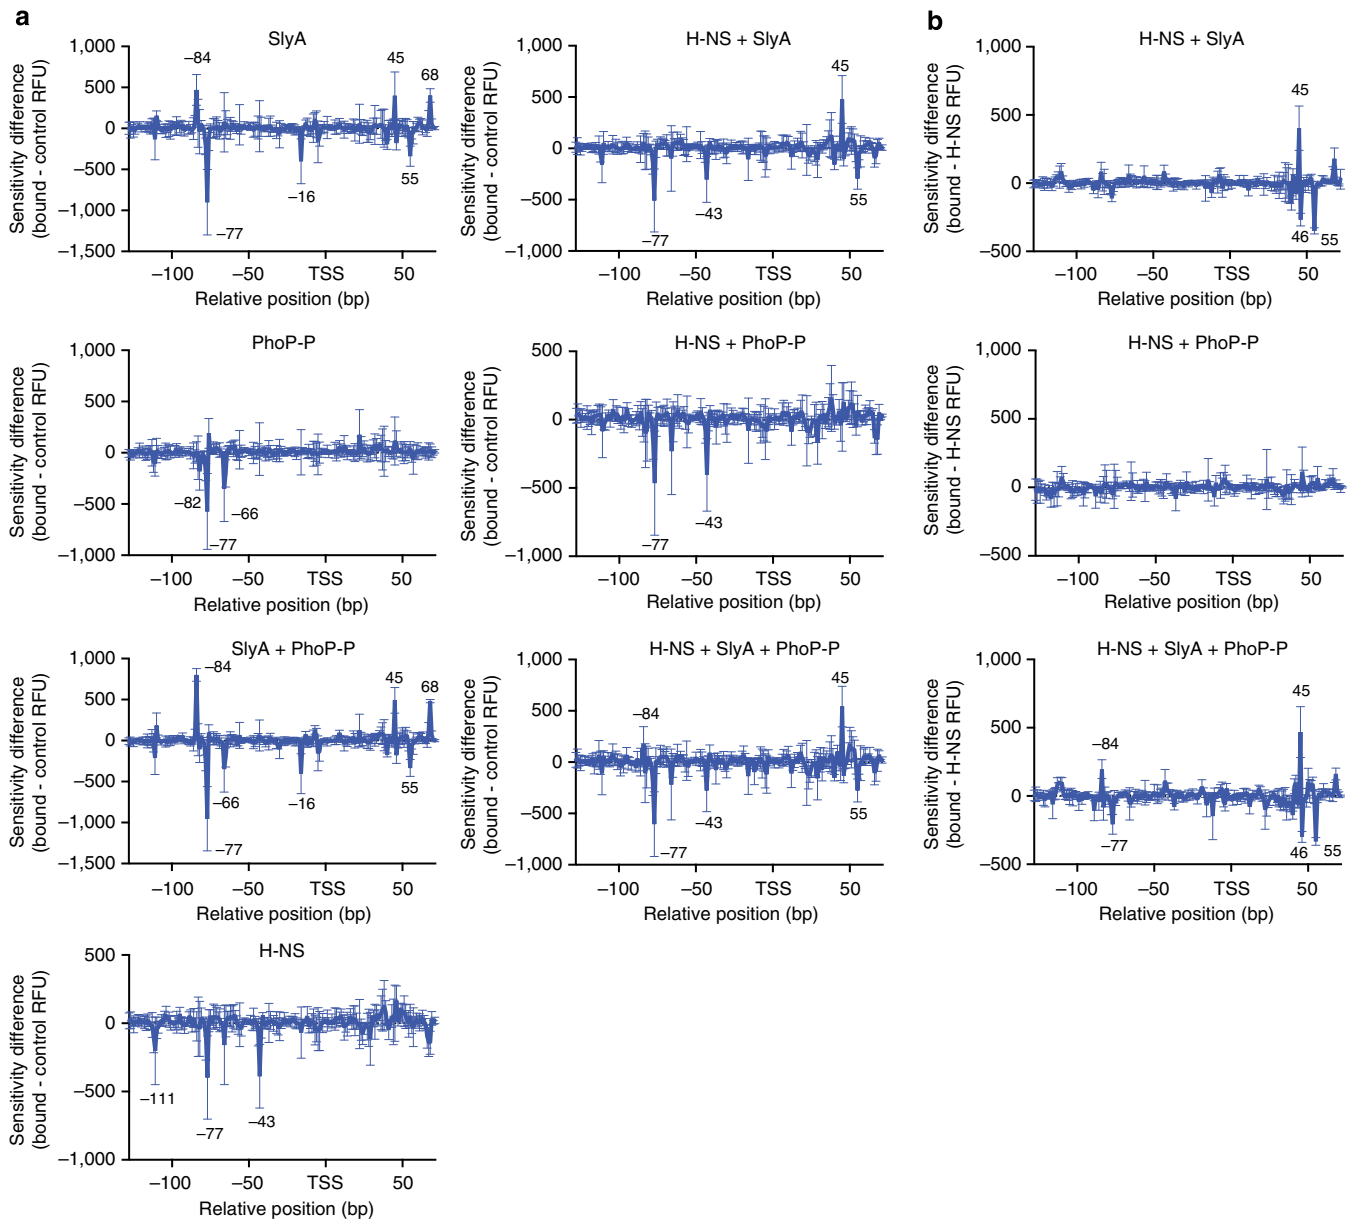 a
SlyA
Sensitivity difference
(bound - control RFU)
1,000
500
0
−500
−1,000
−1,500
−84
−77
−16
45
55
68
−100
−50
TSS
50
Relative position (bp)
H-NS + SlyA
Sensitivity difference
(bound - control RFU)
1,000
500
0
−500
−1,000
−77
−43
45
55
−100
−50
TSS
50
Relative position (bp)
b
H-NS + SlyA
Sensitivity difference
(bound - H-NS RFU)
1,000
500
0
−500
45
46
55
−100
−50
TSS
50
Relative position (bp)
PhoP-P
Sensitivity difference
(bound - control RFU)
1,000
500
0
−500
−1,000
−82
−77
−66
−100
−50
TSS
50
Relative position (bp)
H-NS + PhoP-P
Sensitivity difference
(bound - control RFU)
500
0
−500
−1,000
−77
−43
−100
−50
TSS
50
Relative position (bp)
H-NS + PhoP-P
Sensitivity difference
(bound - H-NS RFU)
1,000
500
0
−500
−100
−50
TSS
50
Relative position (bp)
SlyA + PhoP-P
Sensitivity difference
(bound - control RFU)
1,000
500
0
−500
−1,000
−1,500
−84
−77
−66
−16
45
55
68
−100
−50
TSS
50
Relative position (bp)
H-NS + SlyA + PhoP-P
Sensitivity difference
(bound - control RFU)
1,000
500
0
−500
−1,000
−84
−77
−43
45
55
−100
−50
TSS
50
Relative position (bp)
H-NS + SlyA + PhoP-P
Sensitivity difference
(bound - H-NS RFU)
1,000
500
0
−500
−84
−77
45
46
55
−100
−50
TSS
50
Relative position (bp)
H-NS
Sensitivity difference
(bound - control RFU)
500
0
−500
−1,000
−111
−77
−43
−100
−50
TSS
50
Relative position (bp)